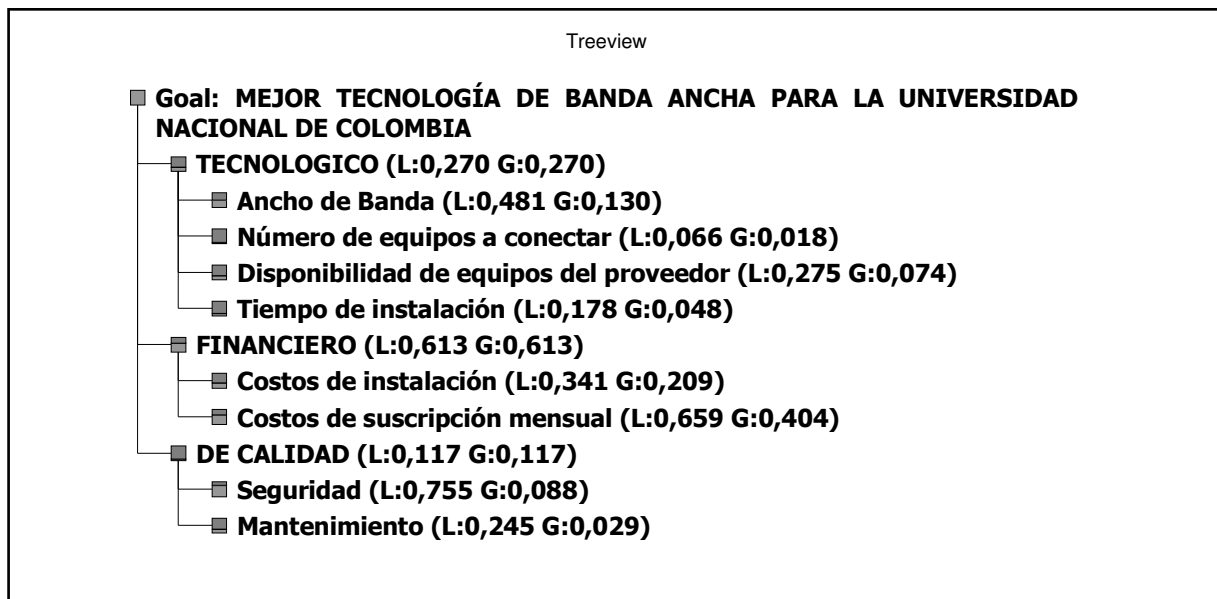 Treeview
Goal: MEJOR TECNOLOGÍA DE BANDA ANCHA PARA LA UNIVERSIDAD
NACIONAL DE COLOMBIA
TECNOLOGICO (L:0,270 G:0,270)
Ancho de Banda (L:0,481 G:0,130)
Número de equipos a conectar (L:0,066 G:0,018)
Disponibilidad de equipos del proveedor (L:0,275 G:0,074)
Tiempo de instalación (L:0,178 G:0,048)
FINANCIERO (L:0,613 G:0,613)
Costos de instalación (L:0,341 G:0,209)
Costos de suscripción mensual (L:0,659 G:0,404)
DE CALIDAD (L:0,117 G:0,117)
Seguridad (L:0,755 G:0,088)
Mantenimiento (L:0,245 G:0,029)